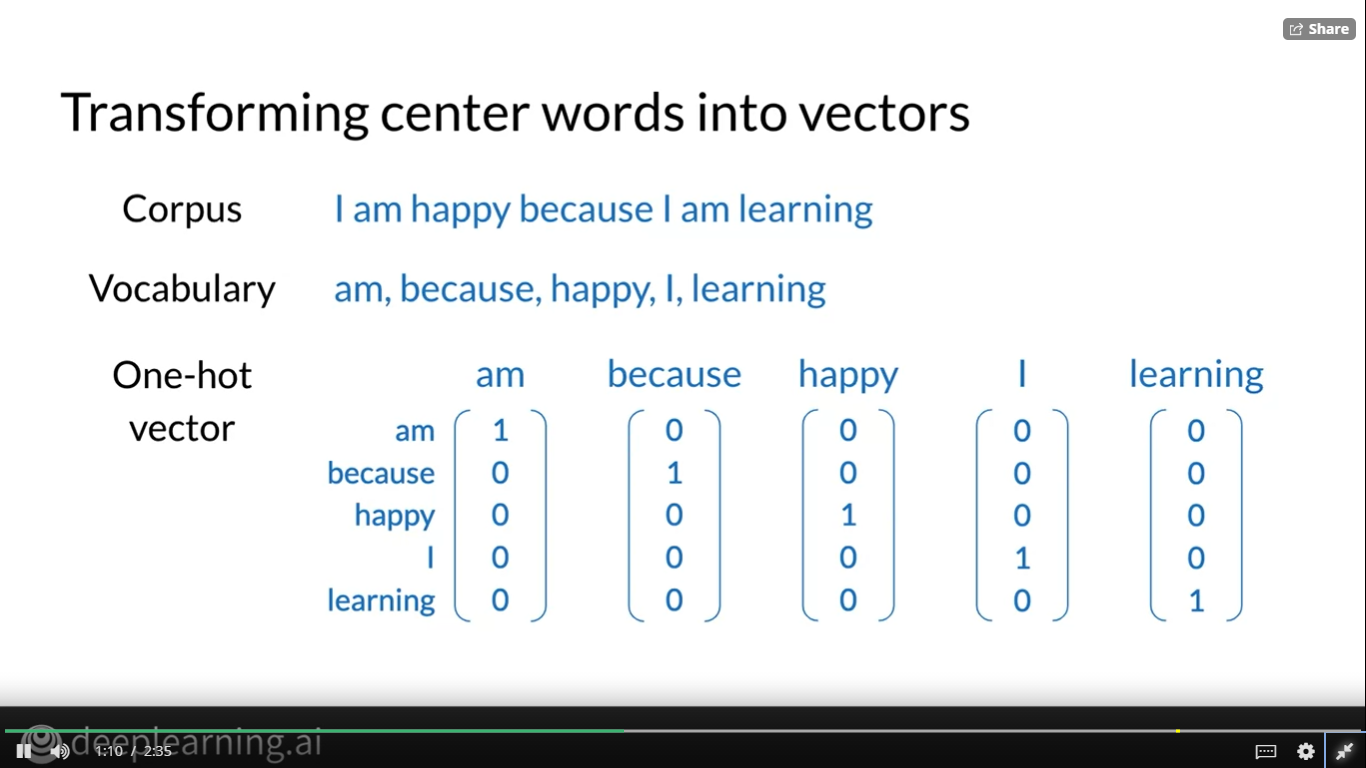 Share
Transforming center words into vectors
Corpus I am happy because I am learning
Vocabulary am, because, happy, I, learning
One-hot vector
am because happy I learning
am 1 0 0 0 0
because 0 1 0 0 0
happy 0 0 1 0 0
I 0 0 0 1 0
learning 0 0 0 0 1
deeplearning.ai
1:10 / 2:35